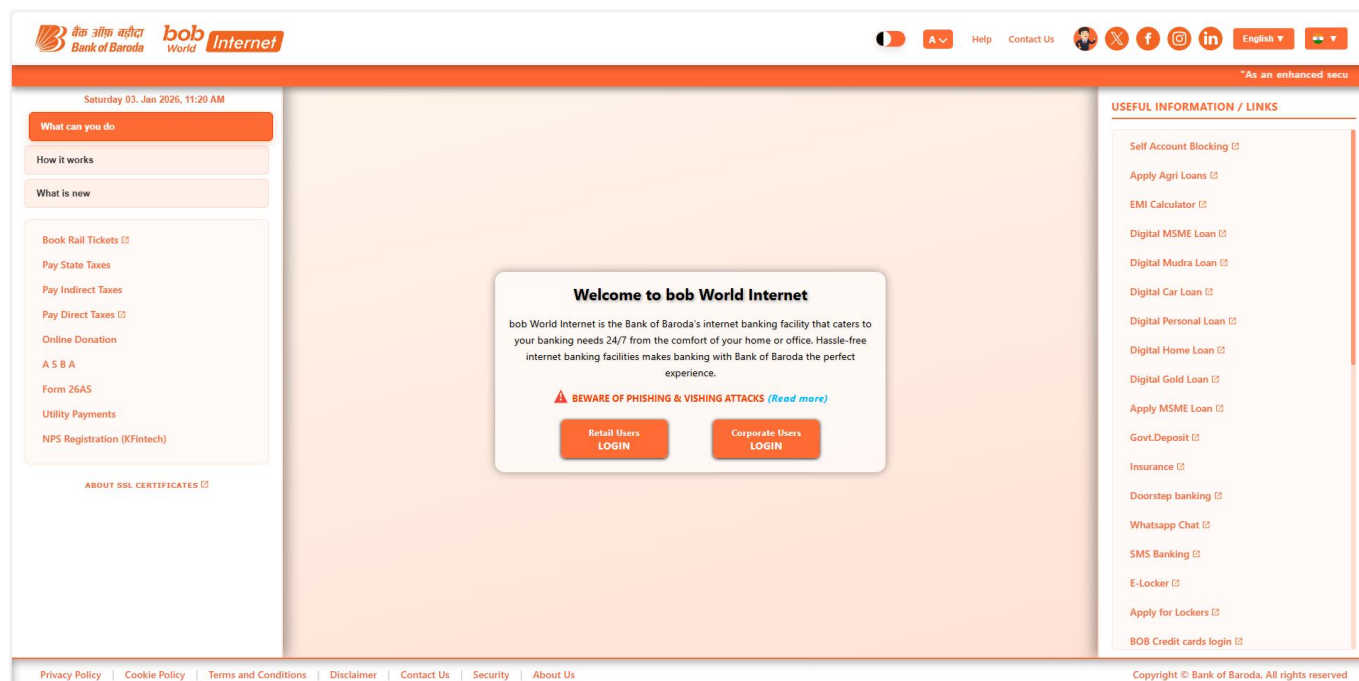 बैंक ऑफ़ बड़ौदा
Bank of Baroda
bob
World
Internet
A
Help
Contact Us
English
"As an enhanced secu
Saturday 03. Jan 2026, 11:20 AM
What can you do
How it works
What is new
Book Rail Tickets
Pay State Taxes
Pay Indirect Taxes
Pay Direct Taxes
Online Donation
A S B A
Form 26AS
Utility Payments
NPS Registration (KFintech)
ABOUT SSL CERTIFICATES
Welcome to bob World Internet
bob World Internet is the Bank of Baroda's internet banking facility that caters to
your banking needs 24/7 from the comfort of your home or office. Hassle-free
internet banking facilities makes banking with Bank of Baroda the perfect
experience.
BEWARE OF PHISHING & VISHING ATTACKS (Read more)
Retail Users
LOGIN
Corporate Users
LOGIN
USEFUL INFORMATION / LINKS
Self Account Blocking
Apply Agri Loans
EMI Calculator
Digital MSME Loan
Digital Mudra Loan
Digital Car Loan
Digital Personal Loan
Digital Home Loan
Digital Gold Loan
Apply MSME Loan
Govt.Deposit
Insurance
Doorstep banking
Whatsapp Chat
SMS Banking
E-Locker
Apply for Lockers
BOB Credit cards login
Privacy Policy | Cookie Policy | Terms and Conditions | Disclaimer | Contact Us | Security | About Us
Copyright © Bank of Baroda, All rights reserved